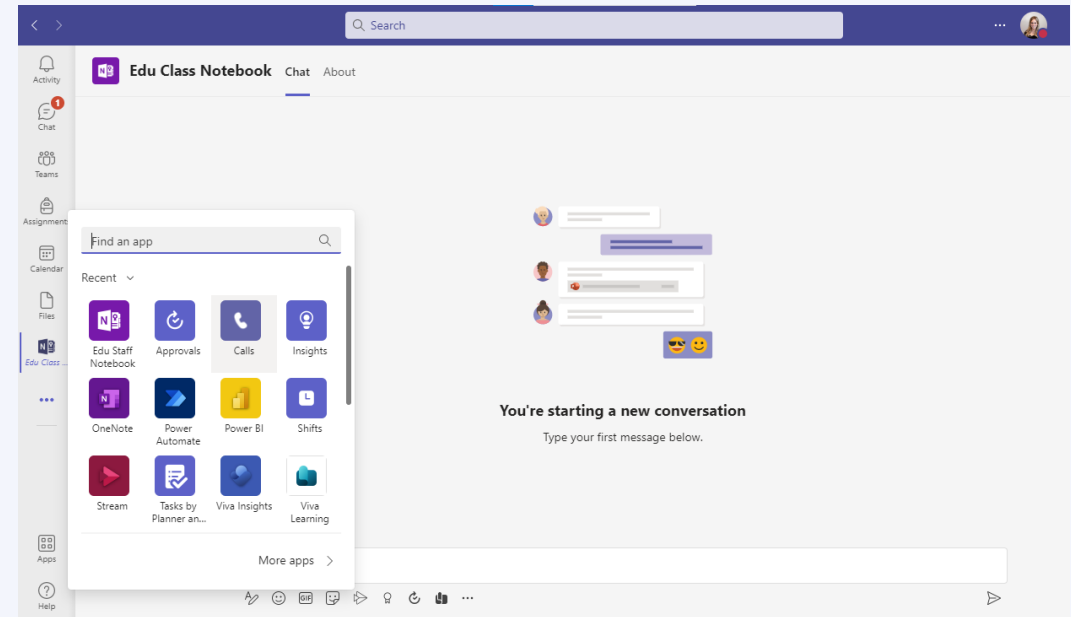 Search
Activity
1
Chat
Teams
Assignment
Calendar
Files
Edu Class ...
Apps
Help
Edu Class Notebook Chat About
Find an app
Recent
Edu Staff
Notebook
Approvals
Calls
Insights
OneNote
Power
Automate
Power BI
Shifts
Stream
Tasks by
Planner an...
Viva Insights
Viva
Learning
More apps
You're starting a new conversation
Type your first message below.
GIF